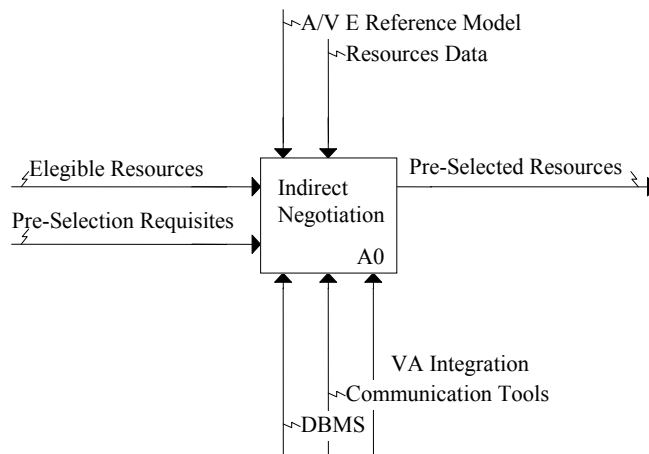 A/V E Reference Model
Resources Data
Elegible Resources
Pre-Selection Requisites
Indirect
Negotiation
A0
Pre-Selected Resources
VA Integration
Communication Tools
DBMS